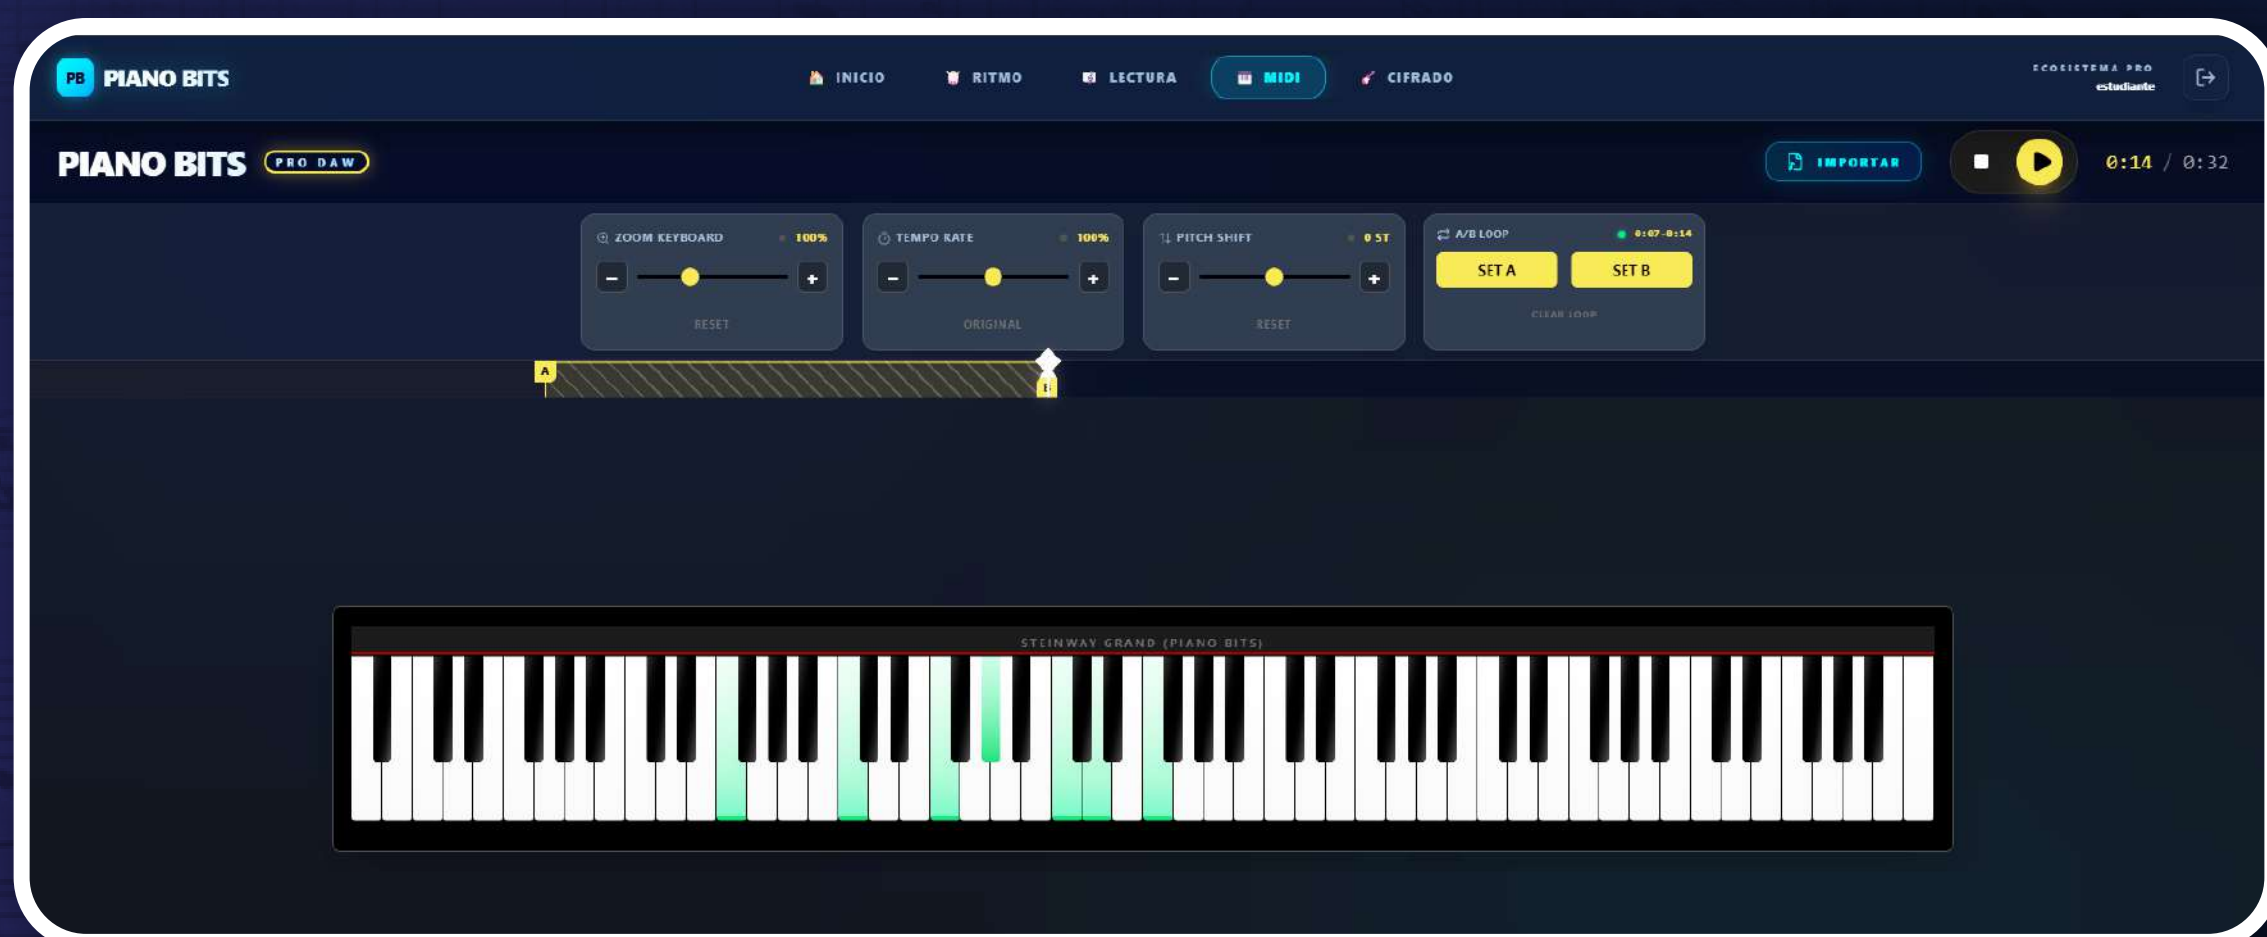 PB PIANO BITS
INICIO RITMO LECTURA MIDI CIFRADO
ECOSISTEMA PRO
estudiante
PIANO BITS PRO DAW
IMPORTAR 0:14 / 0:32
ZOOM KEYBOARD 100%
RESET
TEMPO RATE 100%
ORIGINAL
PITCH SHIFT 0 ST
RESET
A/B LOOP 0:07-0:14
SET A SET B
CLEAR LOOP
A B
STEINWAY GRAND (PIANO BITS)